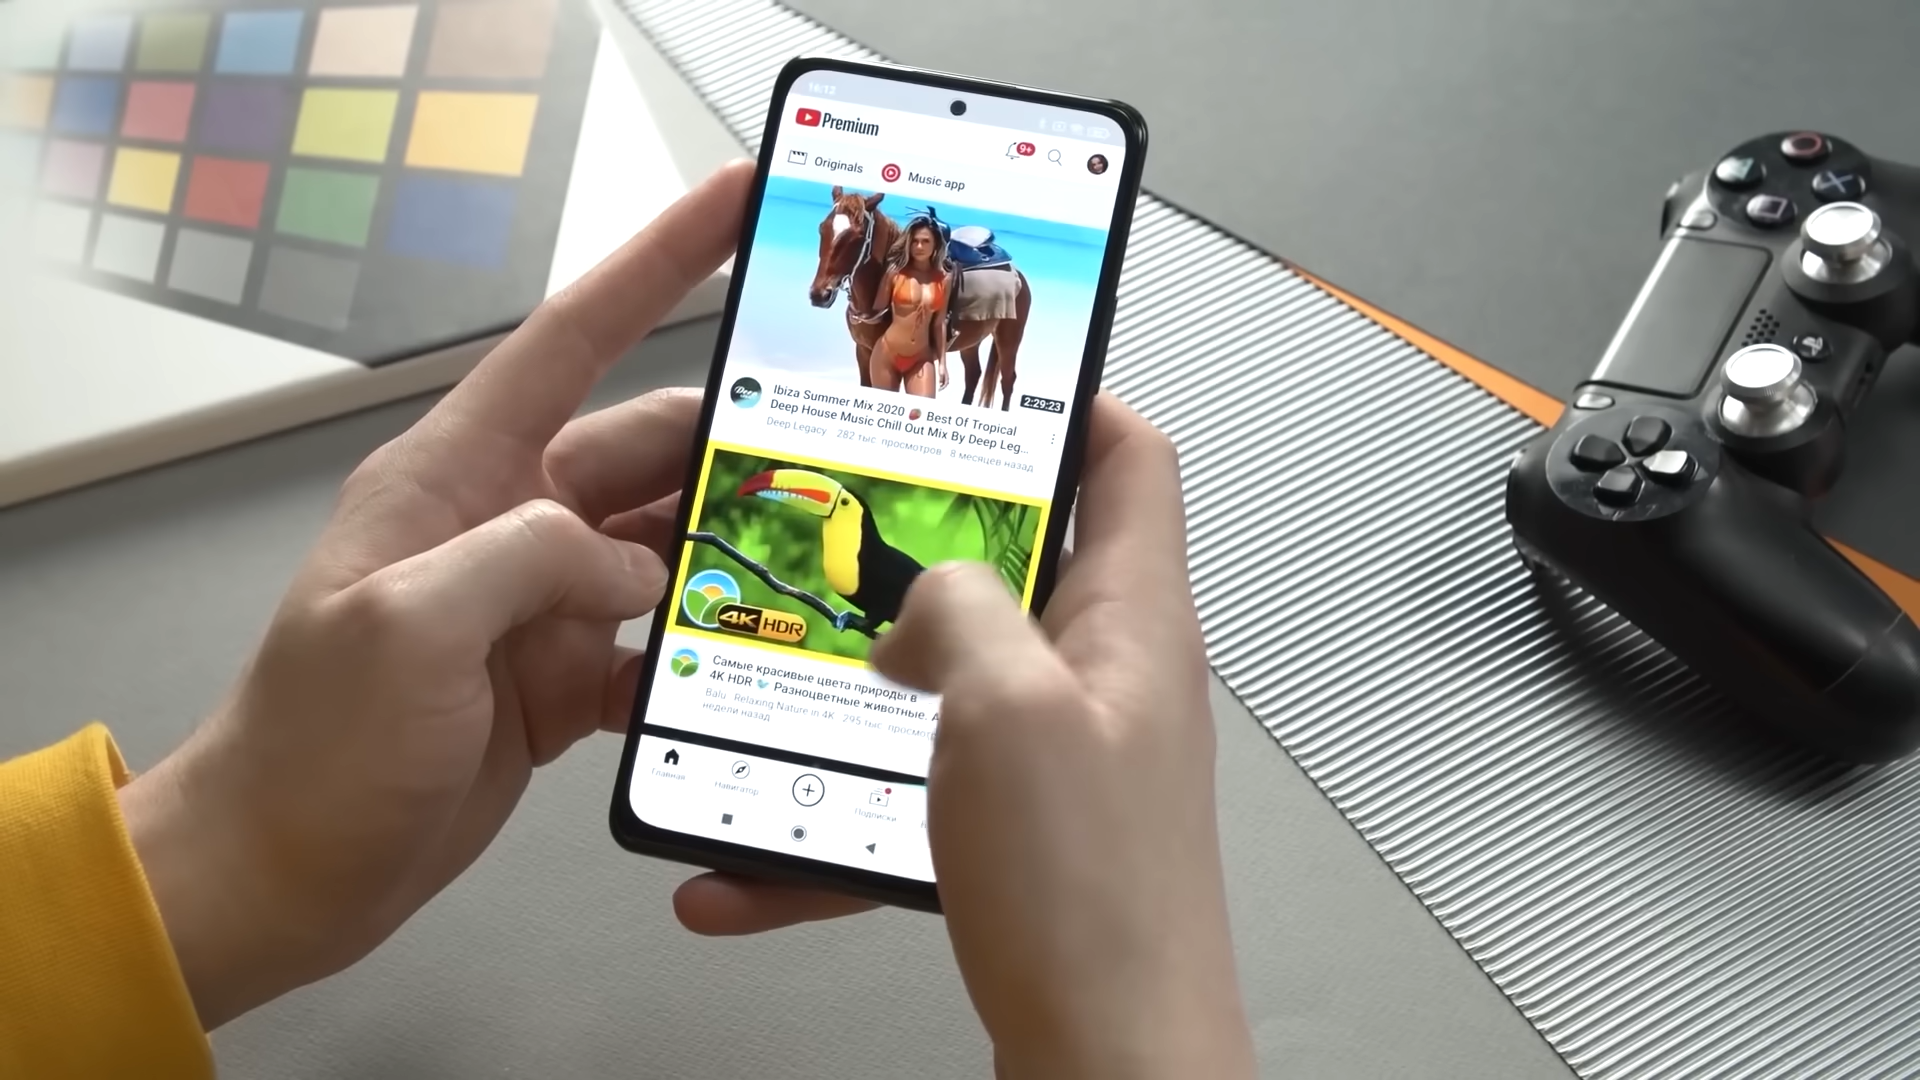 16:12
Premium
9+
Originals
Music app
2:29:23
Ibiza Summer Mix 2020 🍓 Best Of Tropical
Deep House Music Chill Out Mix By Deep Leg...
Deep Legacy 282 тыс. просмотров 8 месяцев назад
4K HDR
Самые красивые цвета природы в
4K HDR 🐦 Разноцветные животные.
Balu Relaxing Nature in 4K 295 тыс.
недели назад
Главная
Навигатор
Подписки